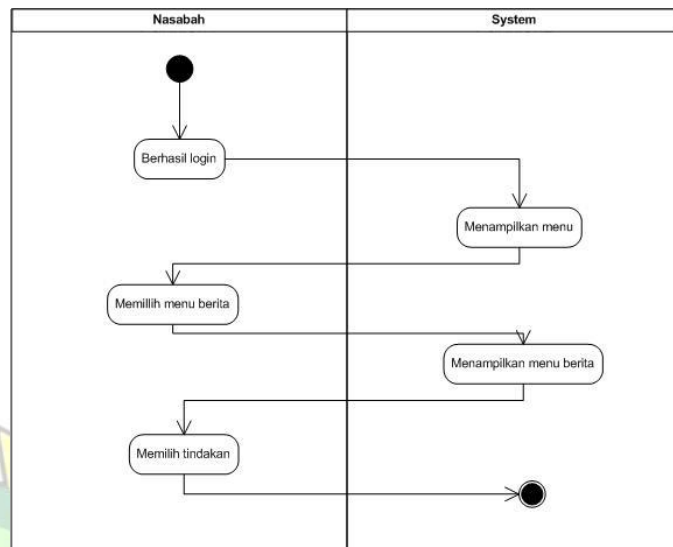 Nasabah
System
Berhasil login
Menampilkan menu
Memillih menu berita
Menampilkan menu berita
Memilih tindakan